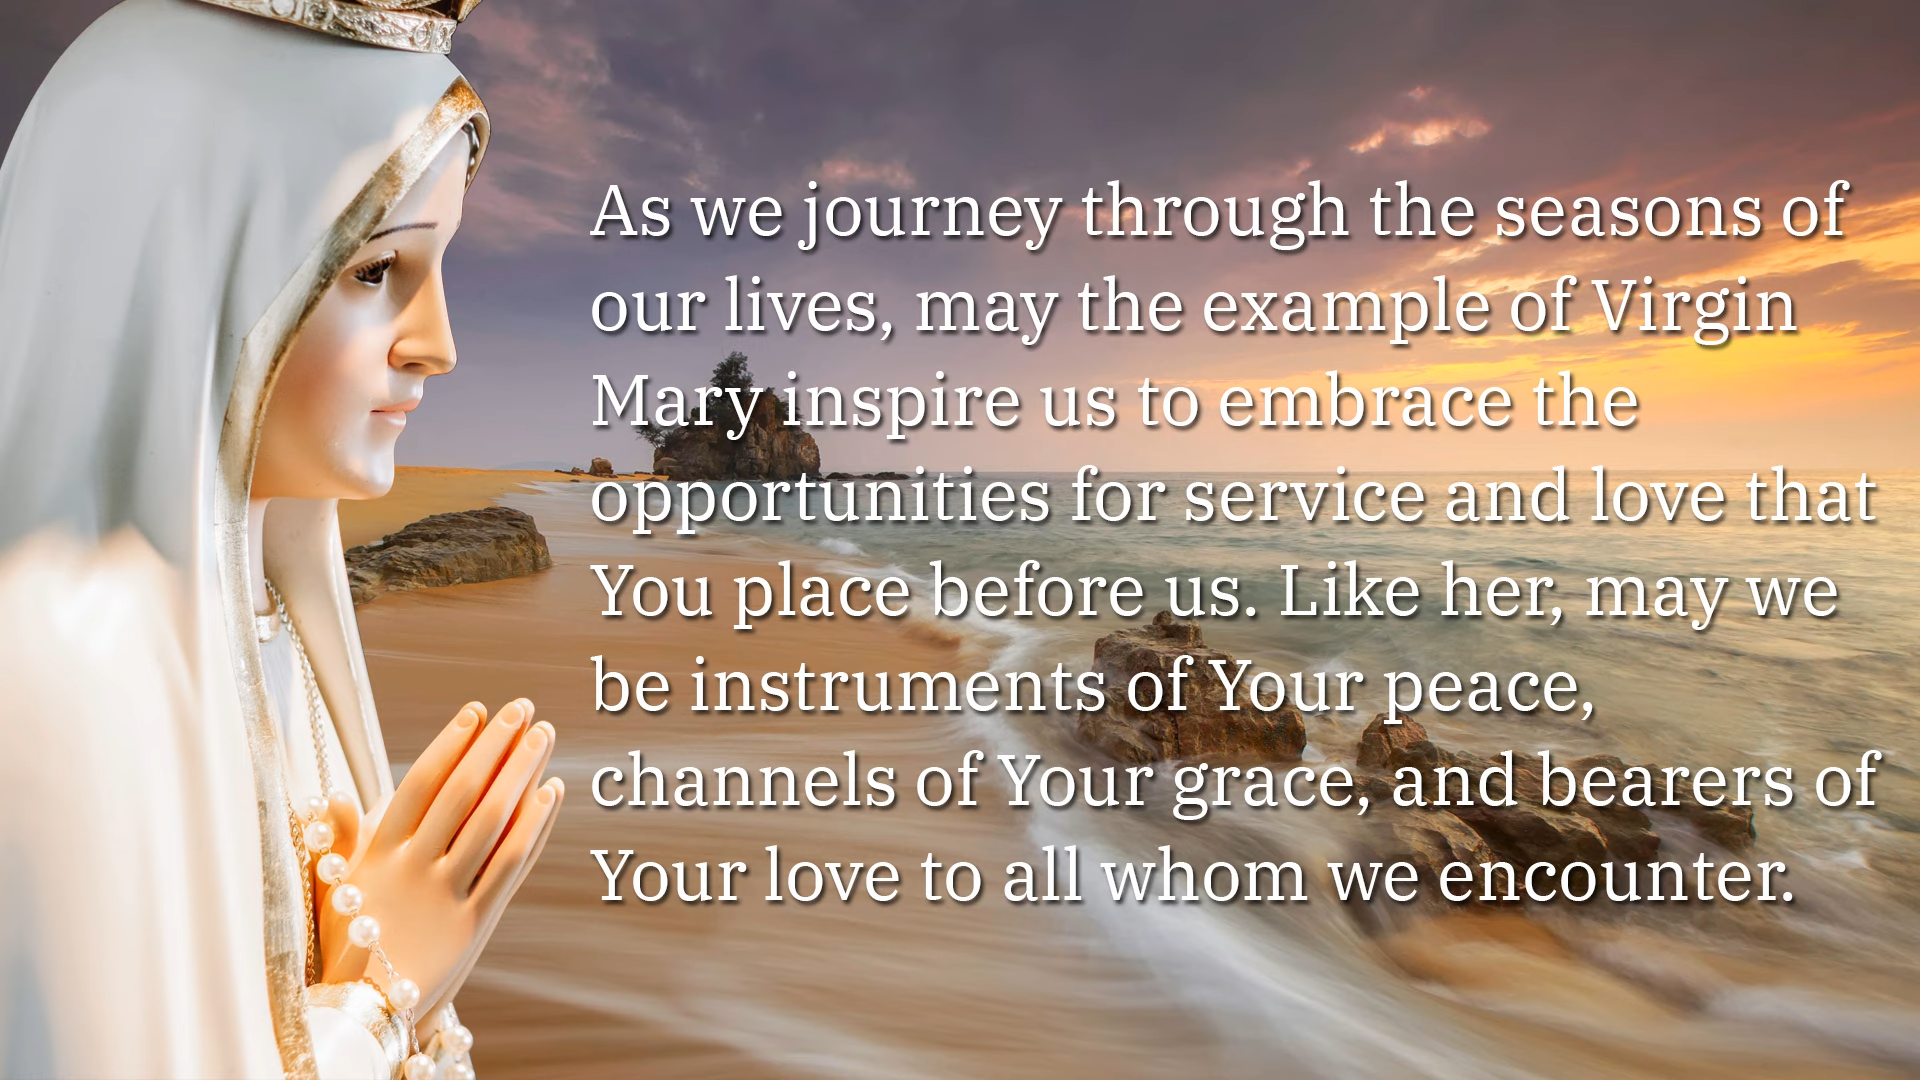 As we journey through the seasons of
our lives, may the example of Virgin
Mary inspire us to embrace the
opportunities for service and love that
You place before us. Like her, may we
be instruments of Your peace,
channels of Your grace, and bearers of
Your love to all whom we encounter.